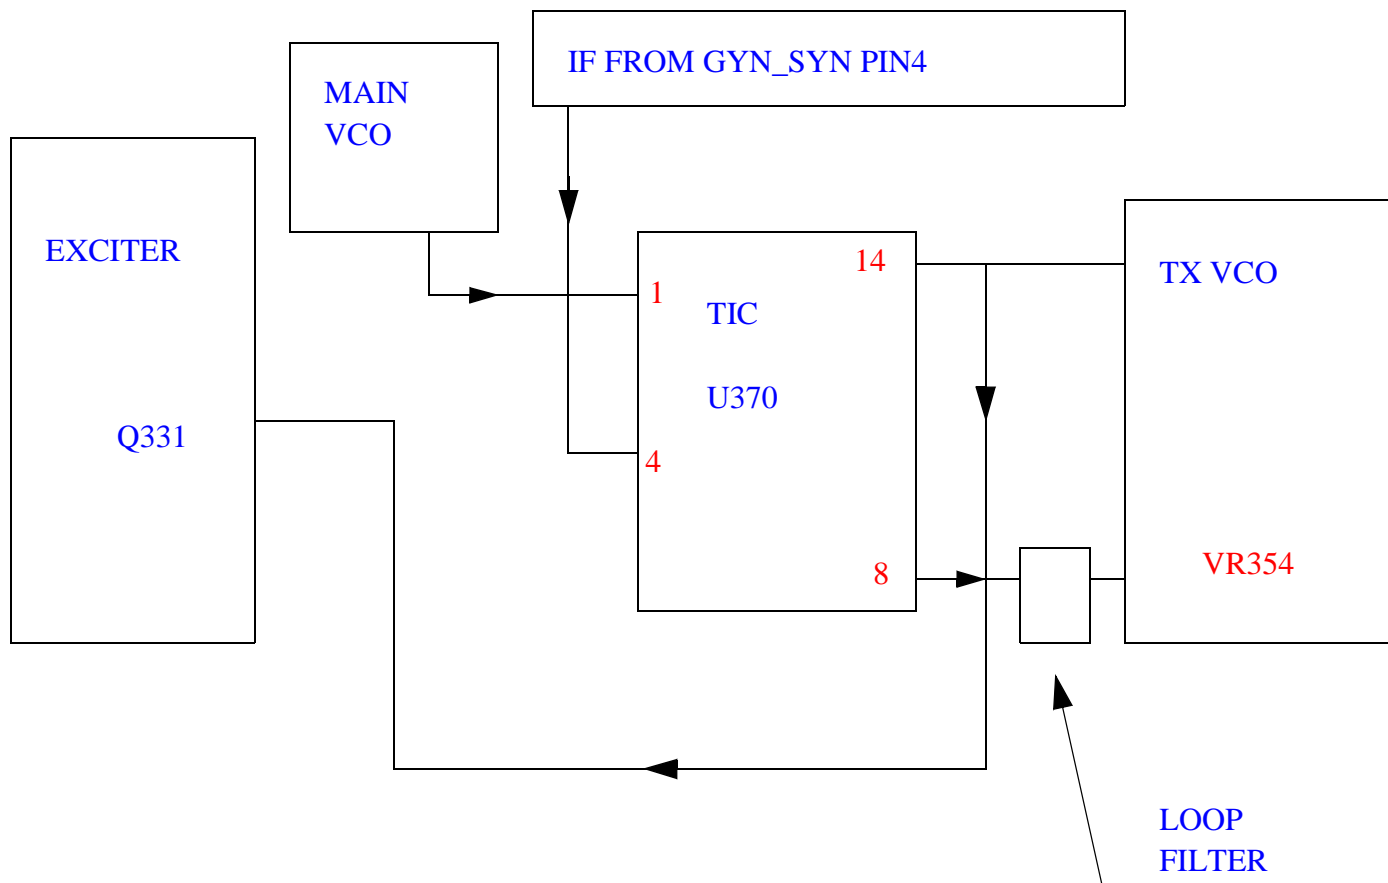 IF FROM GYN_SYN PIN4
MAIN
VCO
EXCITER
Q331
1
14
TIC
U370
4
8
TX VCO
VR354
LOOP
FILTER